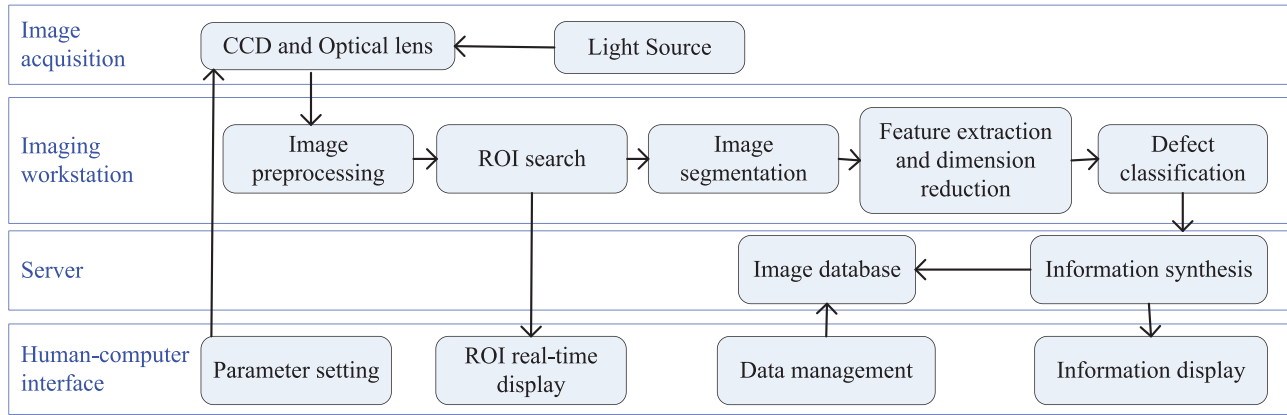 Image
acquisition
CCD and Optical lens
Light Source
Imaging
workstation
Image
preprocessing
ROI search
Image
segmentation
Feature extraction
and dimension
reduction
Defect
classification
Server
Image database
Information synthesis
Human-computer
interface
Parameter setting
ROI real-time
display
Data management
Information display